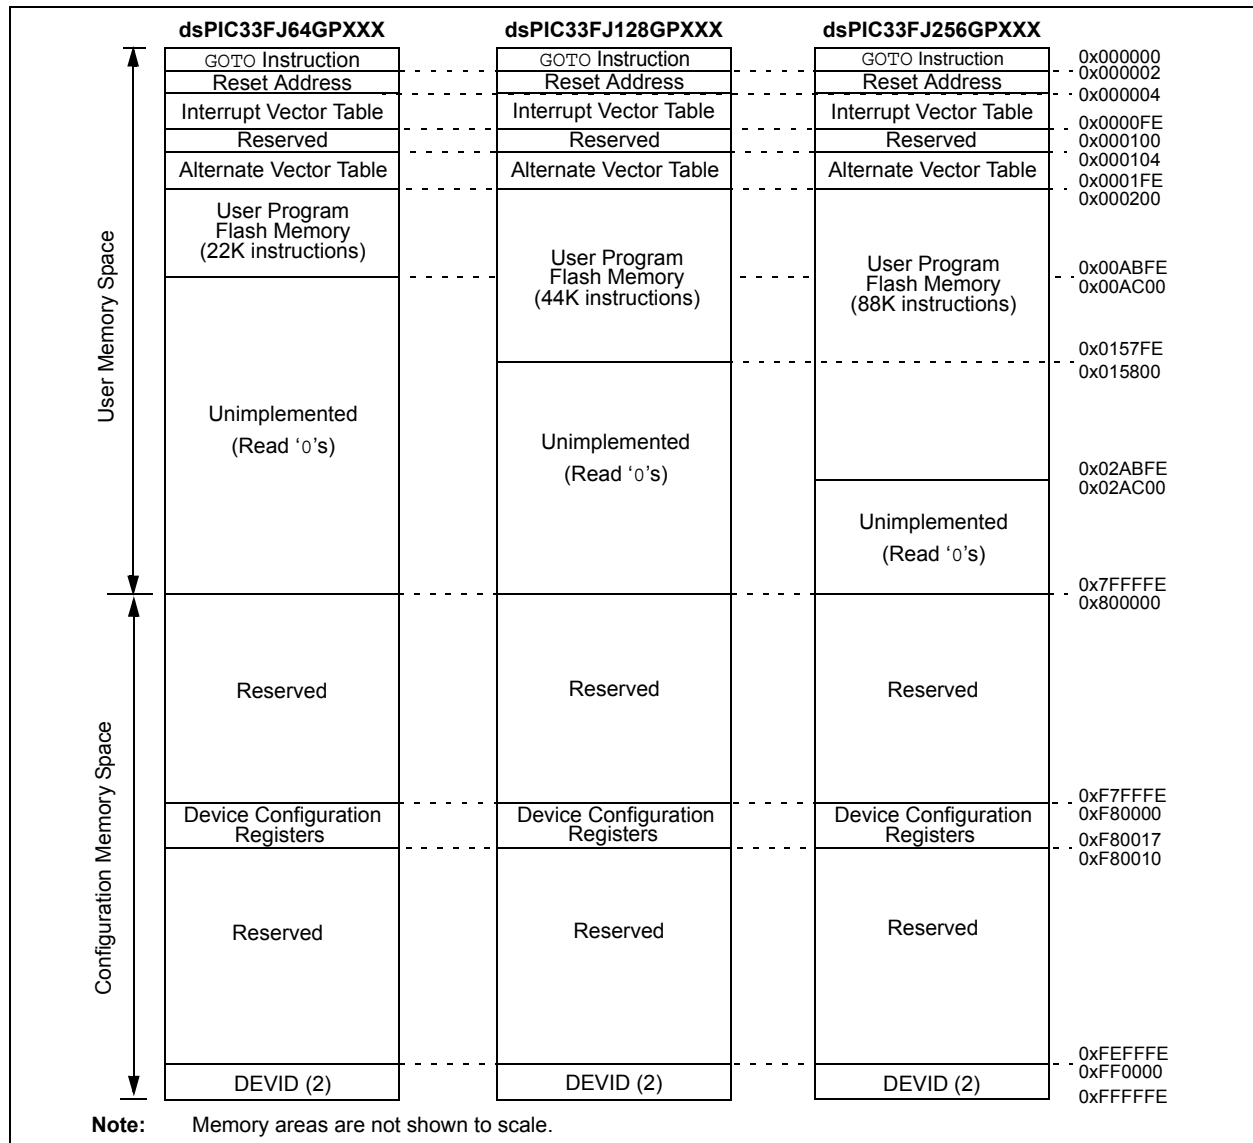 dsPIC33FJ64GPXXX
dsPIC33FJ128GPXXX
dsPIC33FJ256GPXXX
User Memory Space
Configuration Memory Space
GOTO Instruction
Reset Address
Interrupt Vector Table
Reserved
Alternate Vector Table
User Program
Flash Memory
(22K instructions)
Unimplemented
(Read ‘0’s)
Reserved
Device Configuration
Registers
Reserved
DEVID (2)
GOTO Instruction
Reset Address
Interrupt Vector Table
Reserved
Alternate Vector Table
User Program
Flash Memory
(44K instructions)
Unimplemented
(Read ‘0’s)
Reserved
Device Configuration
Registers
Reserved
DEVID (2)
GOTO Instruction
Reset Address
Interrupt Vector Table
Reserved
Alternate Vector Table
User Program
Flash Memory
(88K instructions)
Unimplemented
(Read ‘0’s)
Reserved
Device Configuration
Registers
Reserved
DEVID (2)
0x000000
0x000002
0x000004
0x0000FE
0x000100
0x000104
0x0001FE
0x000200
0x00ABFE
0x00AC00
0x0157FE
0x015800
0x02ABFE
0x02AC00
0x7FFFFE
0x800000
0xF7FFFE
0xF80000
0xF80017
0xF80010
0xFEFFFE
0xFF0000
0xFFFFFE
Note: Memory areas are not shown to scale.